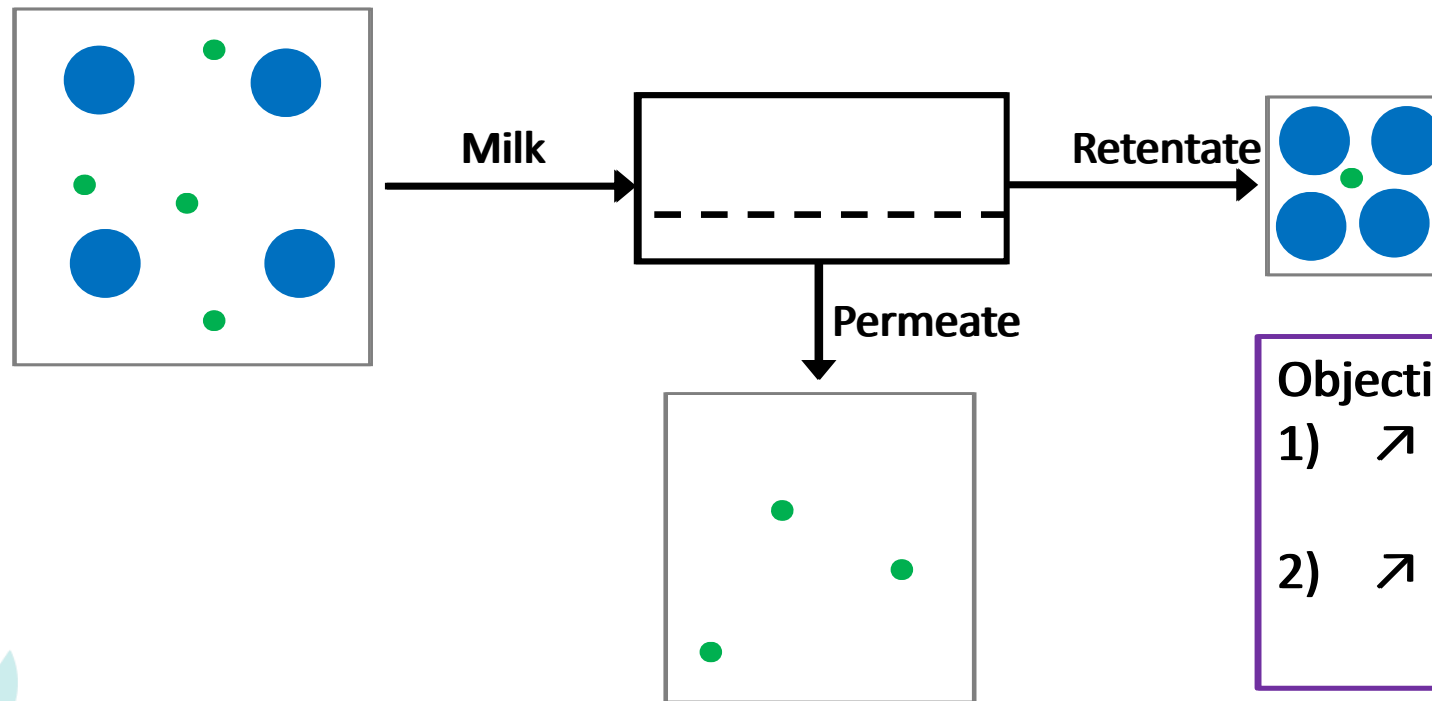 Milk
Retentate
Permeate
Objecti
1) ↗
2) ↗